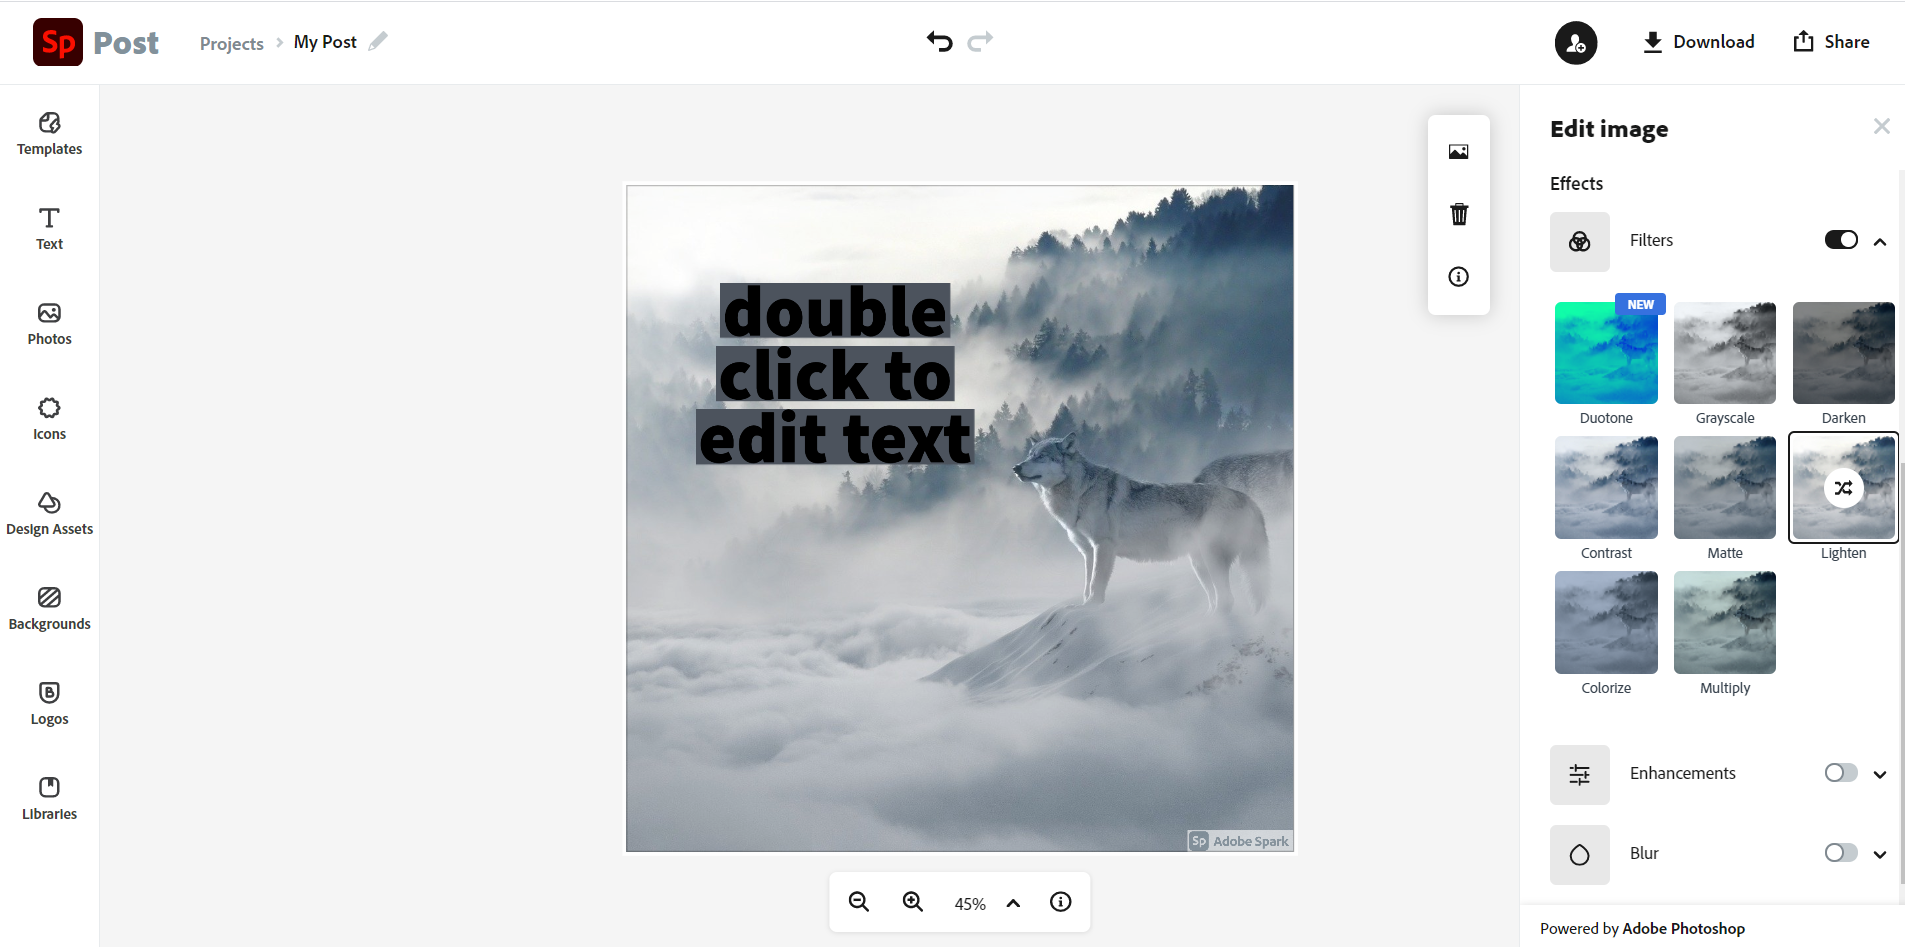 Sp Post
Projects
My Post
Download
Share
Templates
Text
Photos
Icons
Design Assets
Backgrounds
Logos
Libraries
double
click to
edit text
Sp Adobe Spark
45%
Edit image
Effects
Filters
NEW
Duotone
Grayscale
Darken
Contrast
Matte
Lighten
Colorize
Multiply
Enhancements
Blur
Powered by Adobe Photoshop